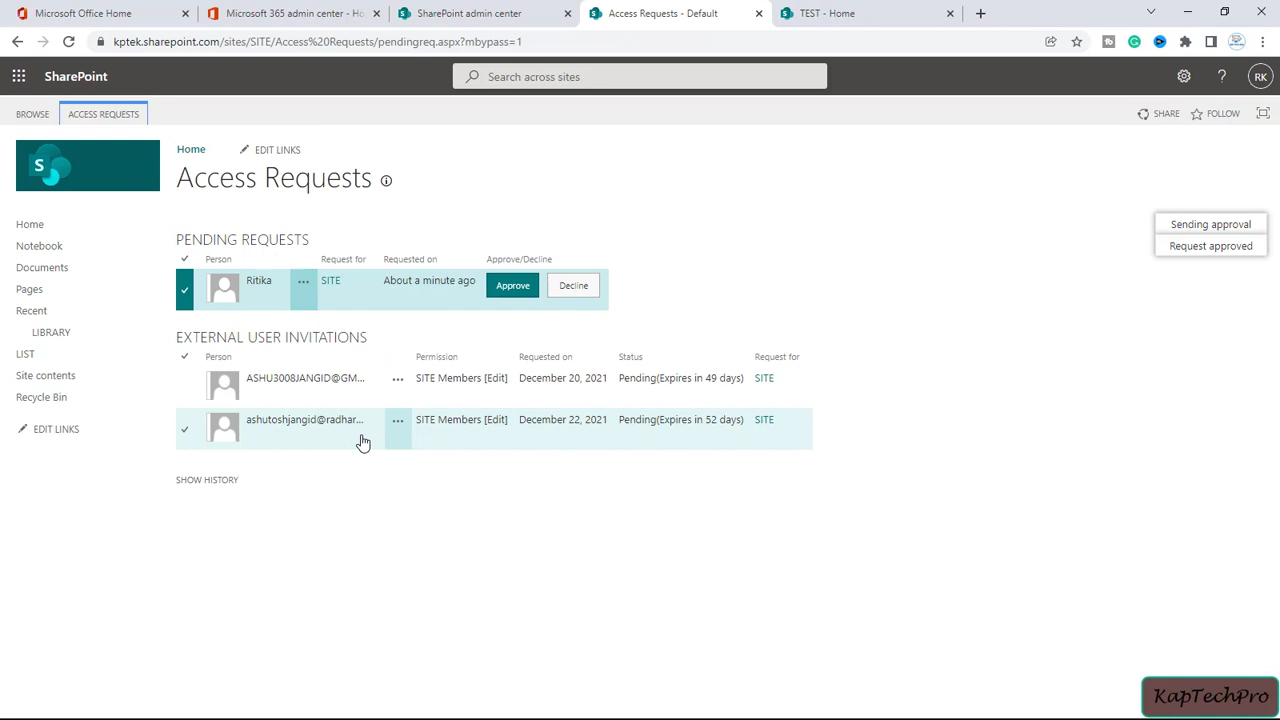 Microsoft Office Home
Microsoft 365 admin center - Ho
SharePoint admin center
Access Requests - Default
TEST - Home
kptek.sharepoint.com/sites/SITE/Access%20Requests/pendingreq.aspx?mbypass=1
SharePoint
Search across sites
RK
BROWSE
ACCESS REQUESTS
SHARE
FOLLOW
S
Home
EDIT LINKS
Access Requests
Home
Notebook
Documents
Pages
Recent
LIBRARY
LIST
Site contents
Recycle Bin
EDIT LINKS
Sending approval
Request approved
PENDING REQUESTS
Person Request for Requested on Approve/Decline
Ritika ... SITE About a minute ago Approve Decline
EXTERNAL USER INVITATIONS
Person Permission Requested on Status Request for
ASHU3008JANGID@GM... ... SITE Members [Edit] December 20, 2021 Pending(Expires in 49 days) SITE
ashutoshjangid@radhar... ... SITE Members [Edit] December 22, 2021 Pending(Expires in 52 days) SITE
SHOW HISTORY
KapTechPro